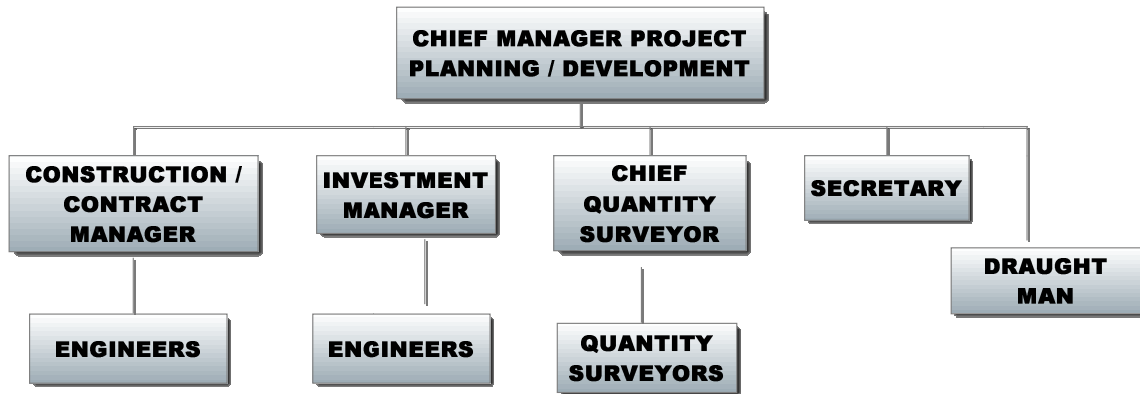 CHIEF MANAGER PROJECT
PLANNING / DEVELOPMENT
CONSTRUCTION /
CONTRACT
MANAGER
INVESTMENT
MANAGER
CHIEF
QUANTITY
SURVEYOR
SECRETARY
DRAUGHT
MAN
ENGINEERS
ENGINEERS
QUANTITY
SURVEYORS